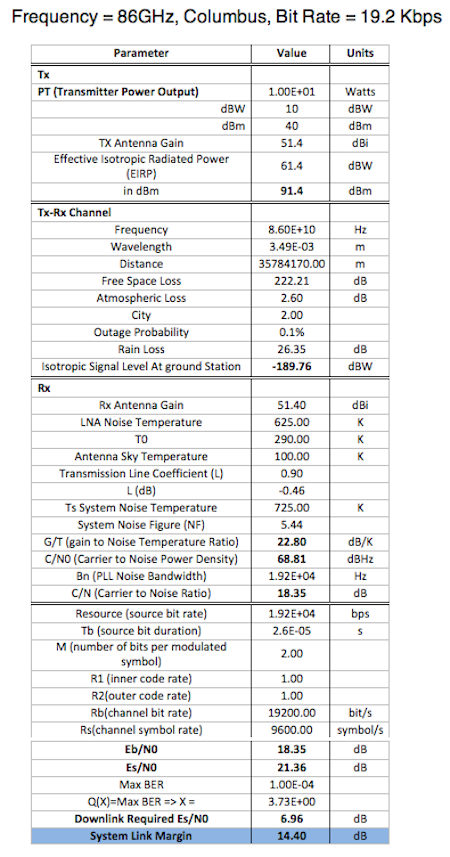 Frequency = 86GHz, Columbus, Bit Rate = 19.2 Kbps
Parameter Value Units
Tx
PT (Transmitter Power Output) 1.00E+01 Watts
dBW 10 dBW
dBm 40 dBm
TX Antenna Gain 51.4 dBi
Effective Isotropic Radiated Power
(EIRP) 61.4 dBW
in dBm 91.4 dBm
Tx-Rx Channel
Frequency 8.60E+10 Hz
Wavelength 3.49E-03 m
Distance 35784170.00 m
Free Space Loss 222.21 dB
Atmospheric Loss 2.60 dB
City 2.00
Outage Probability 0.1%
Rain Loss 26.35 dB
Isotropic Signal Level At ground Station -189.76 dBW
Rx
Rx Antenna Gain 51.40 dBi
LNA Noise Temperature 625.00 K
T0 290.00 K
Antenna Sky Temperature 100.00 K
Transmission Line Coefficient (L) 0.90
L (dB) -0.46
Ts System Noise Temperature 725.00 K
System Noise Figure (NF) 5.44
G/T (gain to Noise Temperature Ratio) 22.80 dB/K
C/N0 (Carrier to Noise Power Density) 68.81 dBHz
Bn (PLL Noise Bandwidth) 1.92E+04 Hz
C/N (Carrier to Noise Ratio) 18.35 dB
Resource (source bit rate) 1.92E+04 bps
Tb (source bit duration) 2.6E-05 s
M (number of bits per modulated
symbol) 2.00
R1 (inner code rate) 1.00
R2(outer code rate) 1.00
Rb(channel bit rate) 19200.00 bit/s
Rs(channel symbol rate) 9600.00 symbol/s
Eb/N0 18.35 dB
Es/N0 21.36 dB
Max BER 1.00E-04
Q(X)=Max BER => X = 3.73E+00
Downlink Required Es/N0 6.96 dB
System Link Margin 14.40 dB